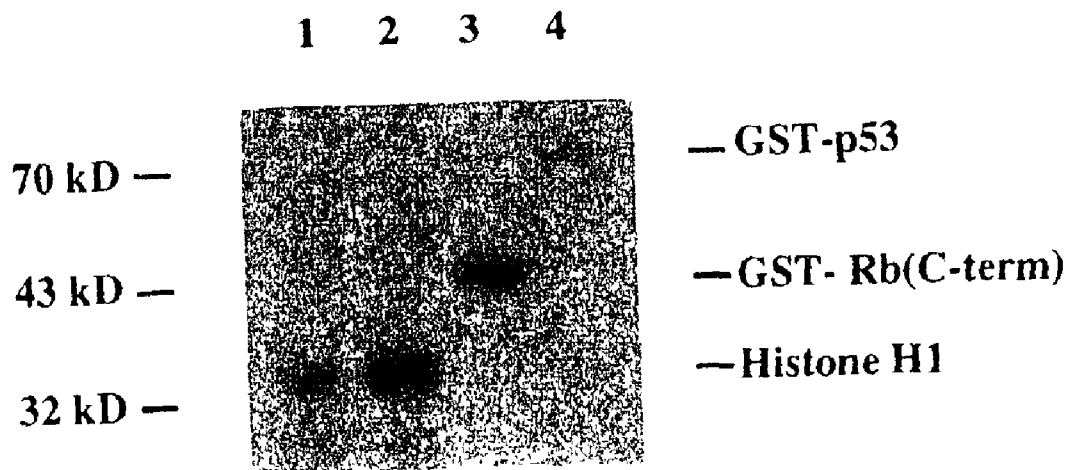 1 2 3 4
70 kD —
— GST-p53
43 kD —
— GST- Rb(C-term)
32 kD —
— Histone H1